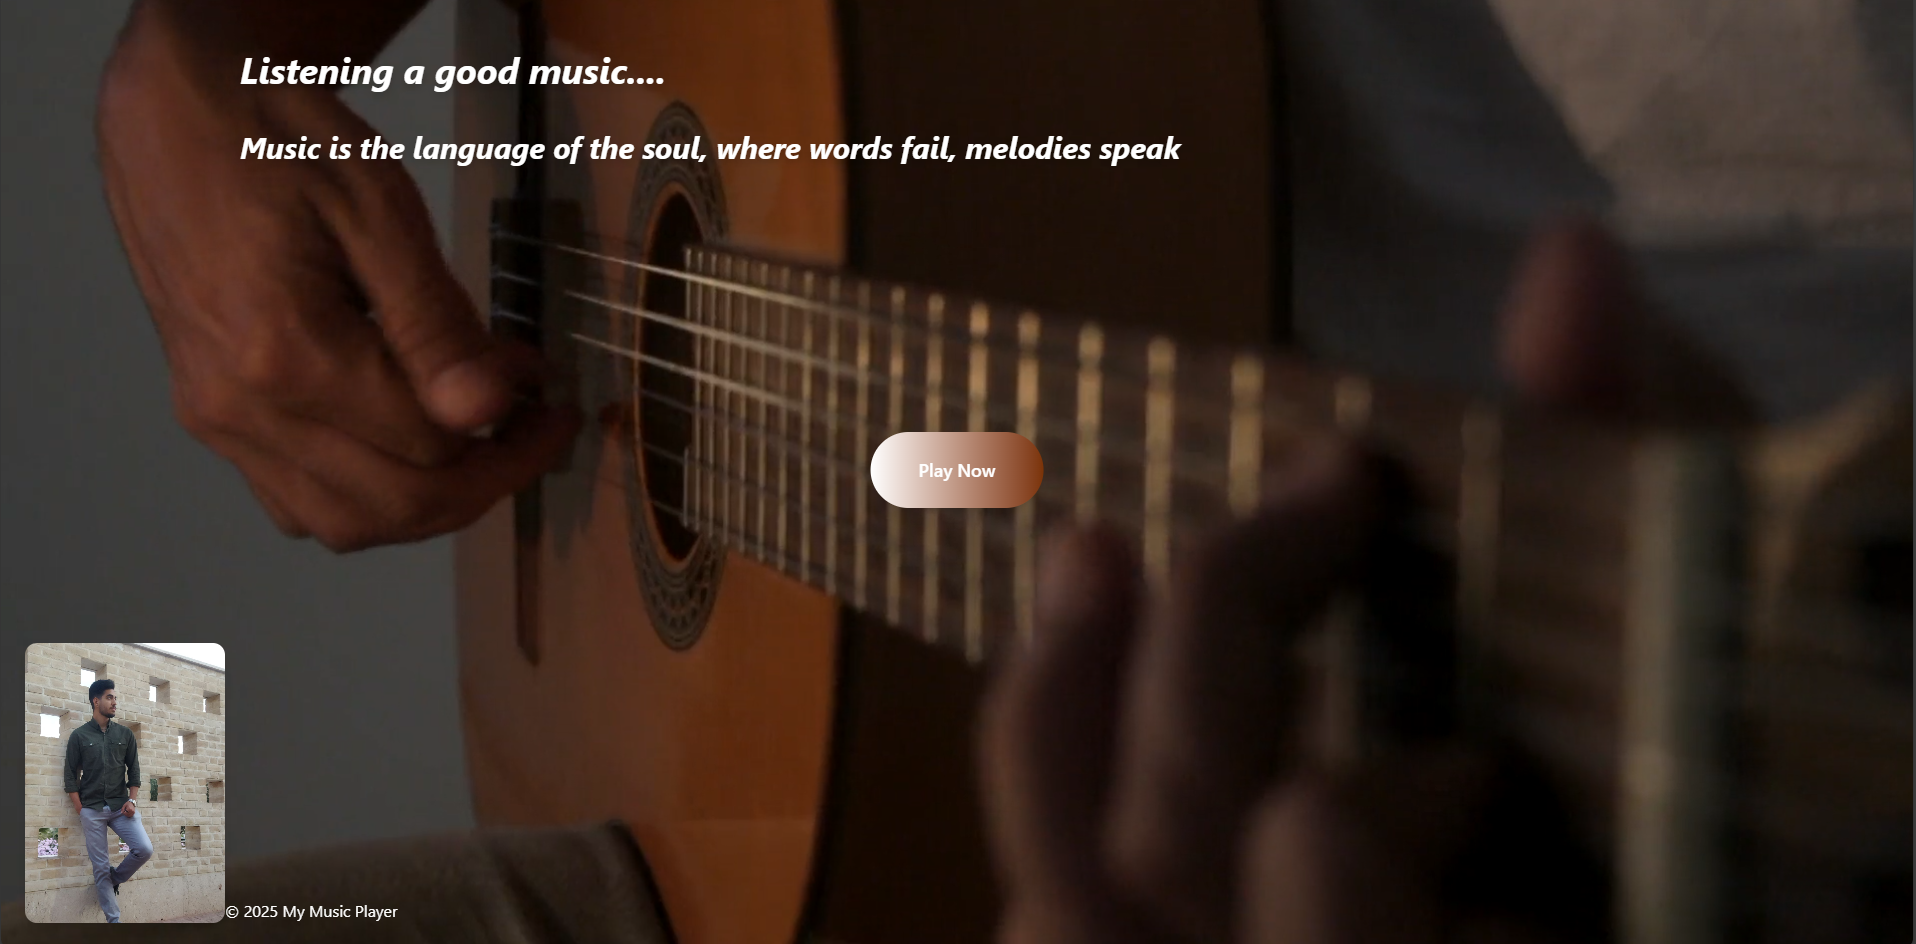 Listening a good music....
Music is the language of the soul, where words fail, melodies speak
Play Now
© 2025 My Music Player